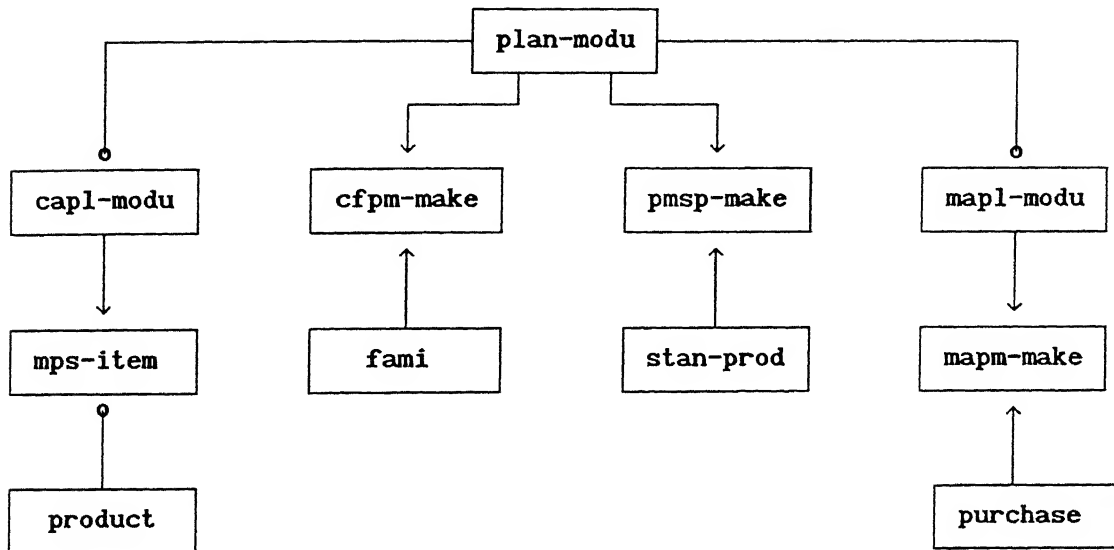 plan-modu
capl-modu
cfpm-make
pmsp-make
mapl-modu
mps-item
fami
stan-prod
mapm-make
product
purchase